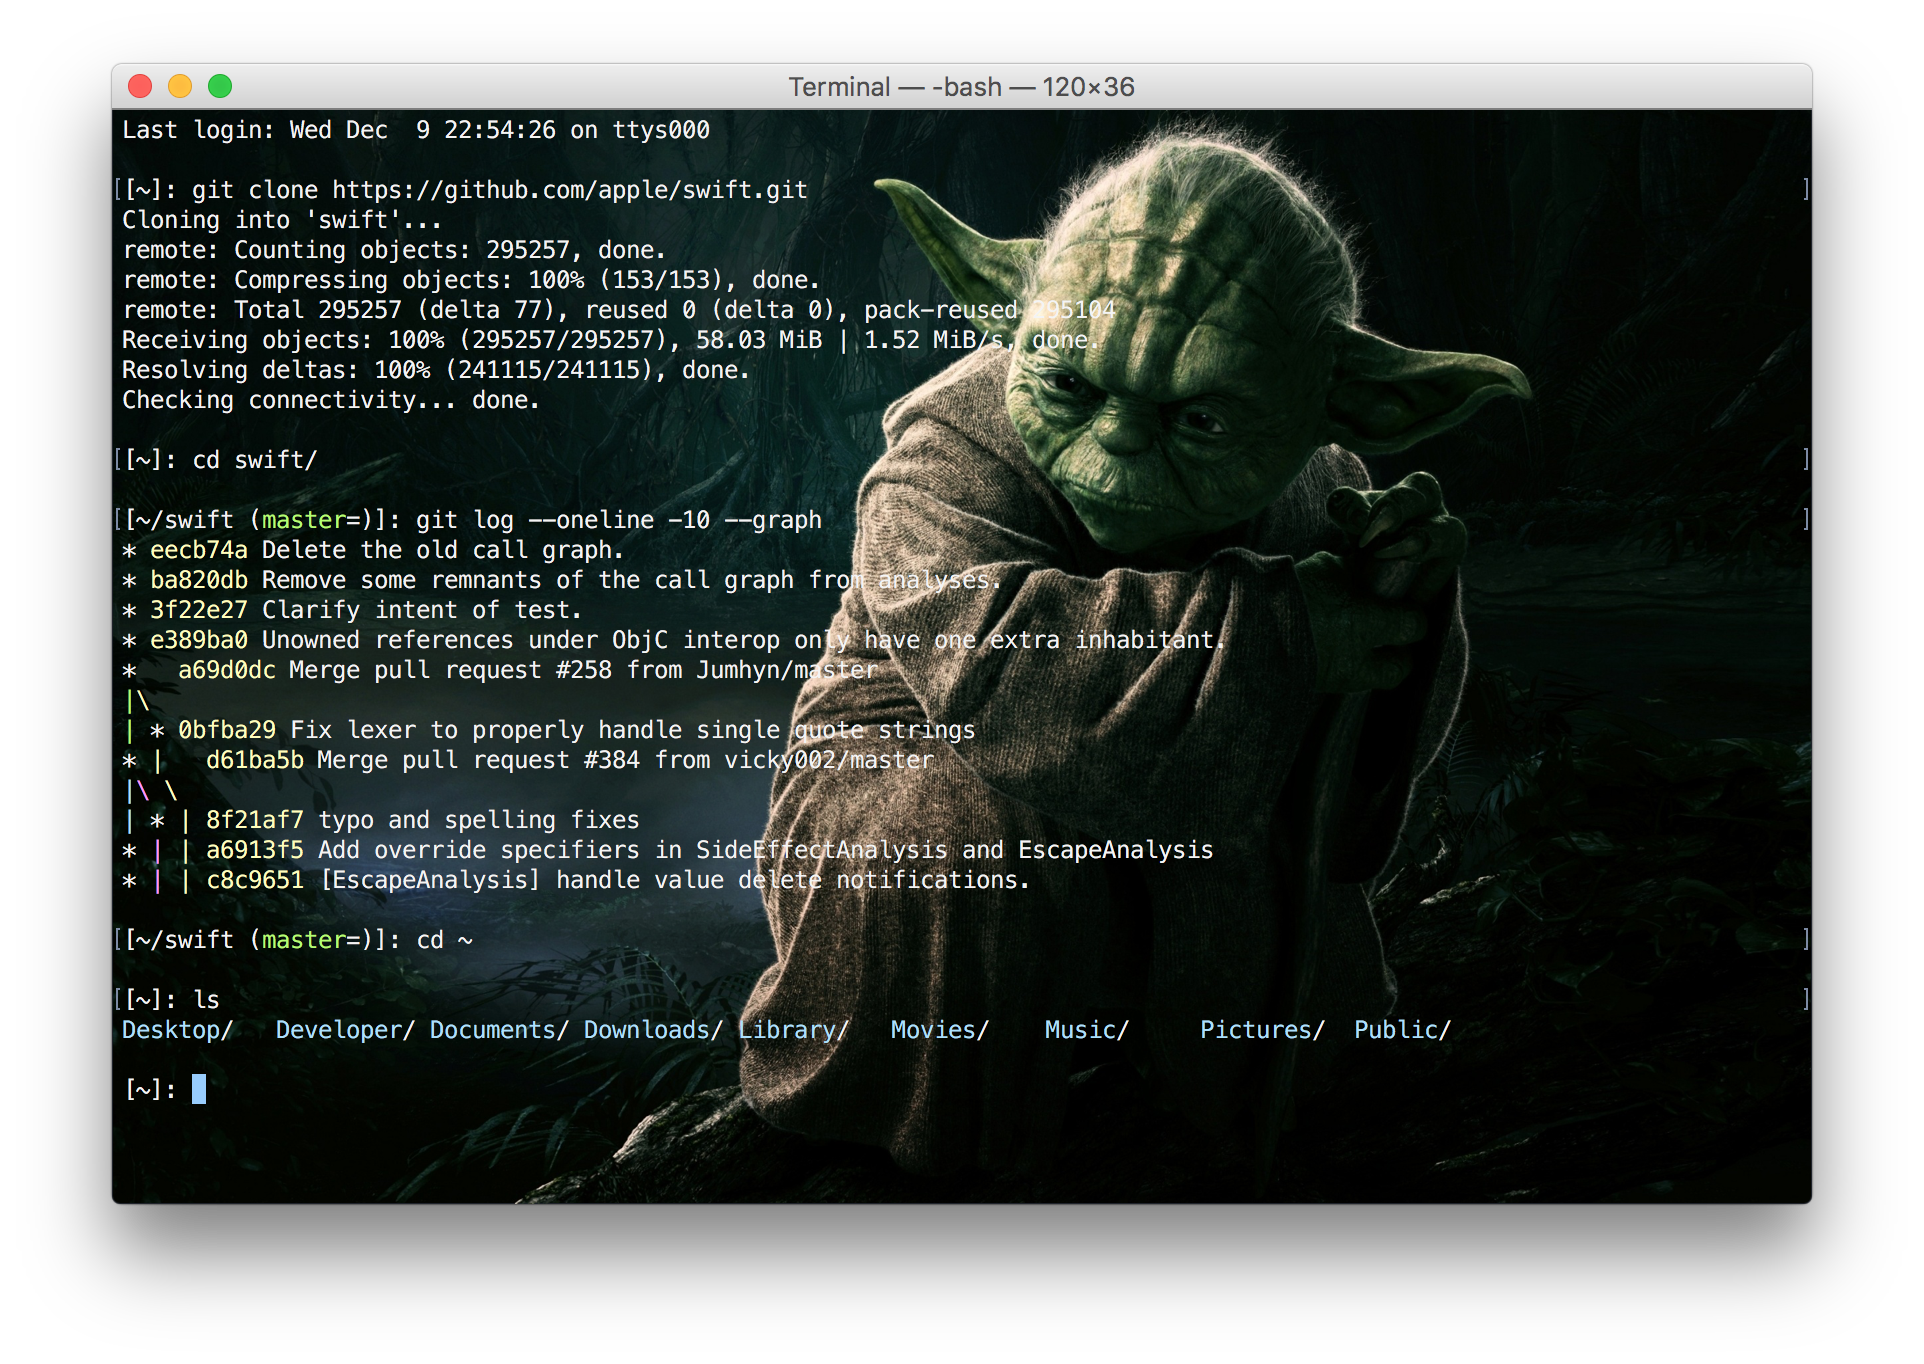 Terminal — -bash — 120×36
Last login: Wed Dec  9 22:54:26 on ttys000
[[~]: git clone https://github.com/apple/swift.git ]
Cloning into 'swift'...
remote: Counting objects: 295257, done.
remote: Compressing objects: 100% (153/153), done.
remote: Total 295257 (delta 77), reused 0 (delta 0), pack-reused 295104
Receiving objects: 100% (295257/295257), 58.03 MiB | 1.52 MiB/s, done.
Resolving deltas: 100% (241115/241115), done.
Checking connectivity... done.
[[~]: cd swift/ ]
[[~/swift (master=)]: git log --oneline -10 --graph ]
* eecb74a Delete the old call graph.
* ba820db Remove some remnants of the call graph from analyses.
* 3f22e27 Clarify intent of test.
* e389ba0 Unowned references under ObjC interop only have one extra inhabitant.
*   a69d0dc Merge pull request #258 from Jumhyn/master
|\
| * 0bfba29 Fix lexer to properly handle single quote strings
* |   d61ba5b Merge pull request #384 from vicky002/master
|\ \
| * | 8f21af7 typo and spelling fixes
* | | a6913f5 Add override specifiers in SideEffectAnalysis and EscapeAnalysis
* | | c8c9651 [EscapeAnalysis] handle value delete notifications.
[[~/swift (master=)]: cd ~ ]
[[~]: ls ]
Desktop/   Developer/ Documents/ Downloads/ Library/   Movies/    Music/     Pictures/  Public/
[~]: